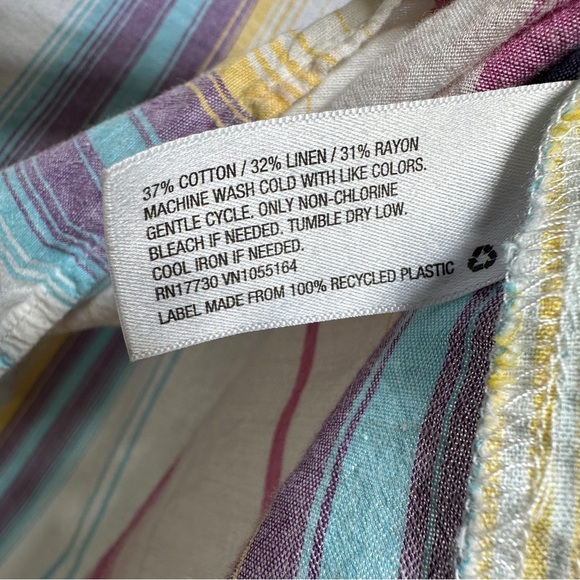 37% COTTON / 32% LINEN / 31% RAYON
MACHINE WASH COLD WITH LIKE COLORS.
GENTLE CYCLE. ONLY NON-CHLORINE
BLEACH IF NEEDED. TUMBLE DRY LOW.
COOL IRON IF NEEDED.
RN17730 VN1055164
LABEL MADE FROM 100% RECYCLED PLASTIC